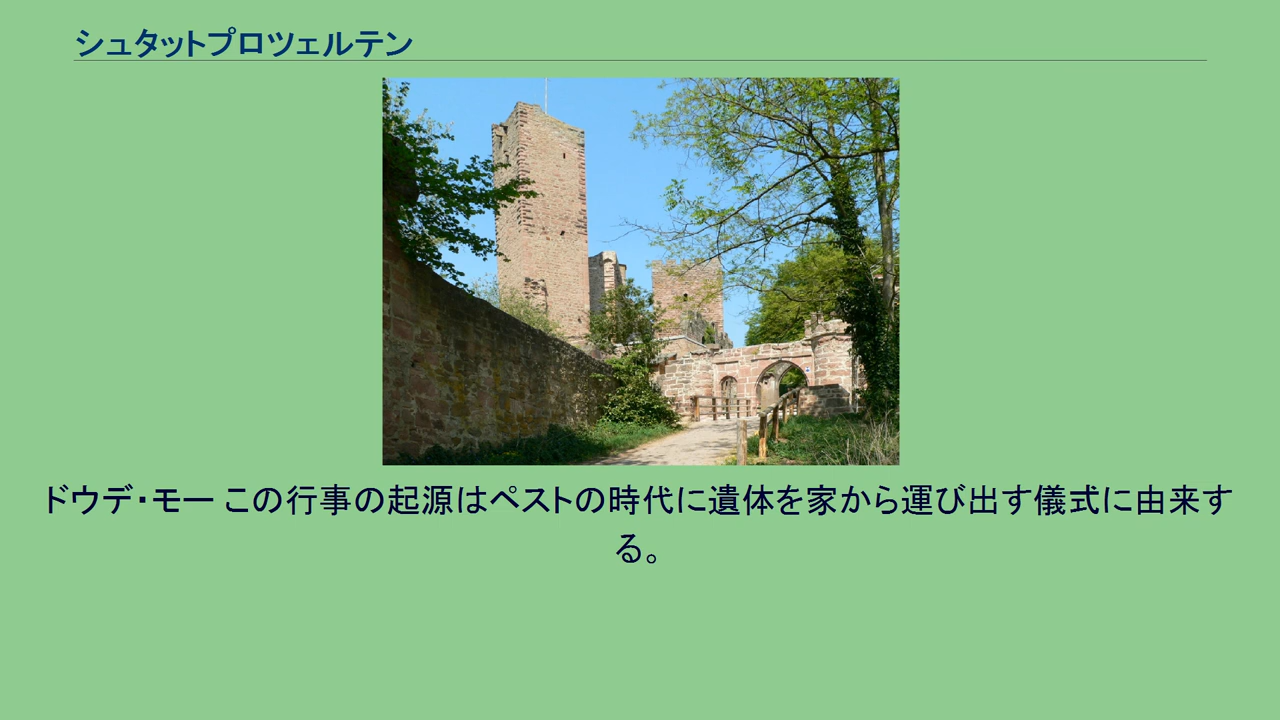 シュタットプロツェルテン
ドウデ・モー この行事の起源はペストの時代に遺体を家から運び出す儀式に由来す
る。